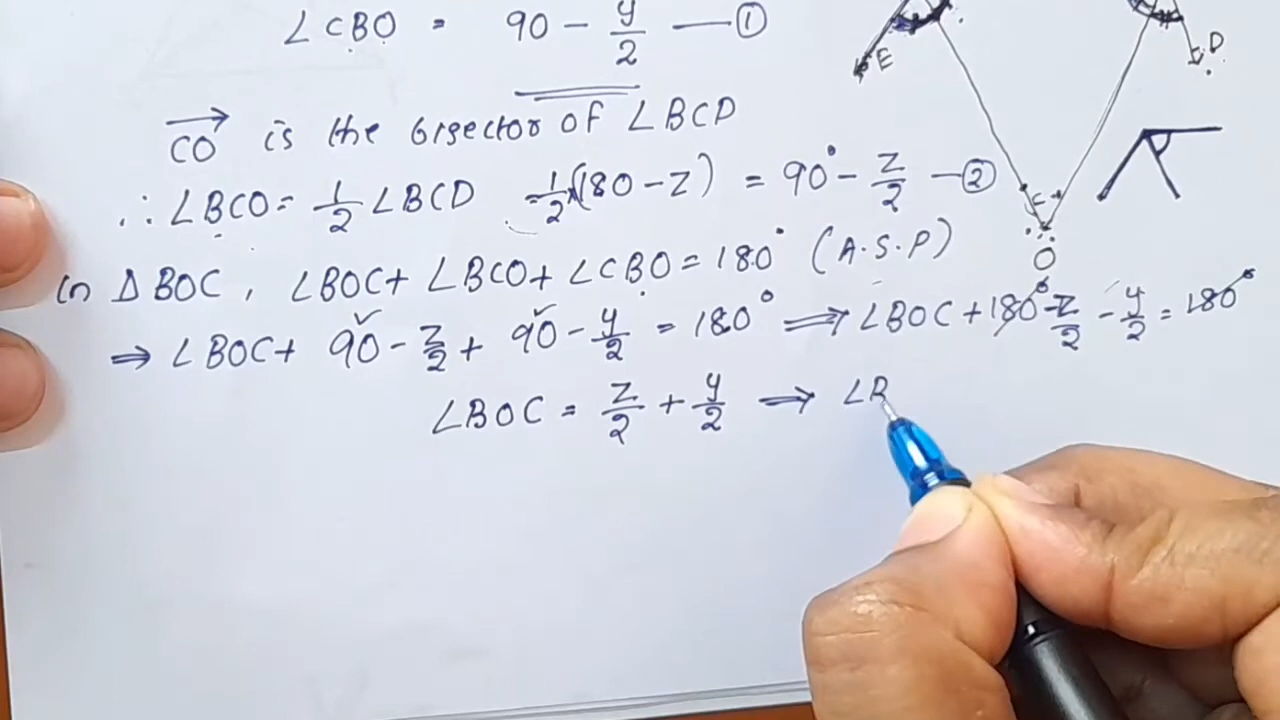 ∠CBO = 90 - y/2 —①
CO→ is the bisector of ∠BCD
∴ ∠BCO = 1/2 ∠BCD = 1/2 × (180 - z) = 90° - z/2 —②
In △BOC, ∠BOC + ∠BCO + ∠CBO = 180° (A.S.P)
⇒ ∠BOC + 90 - z/2 + 90 - y/2 = 180° ⇒ ∠BOC + 180° - z/2 - y/2 = 180°
∠BOC = z/2 + y/2 ⇒ ∠B
E
D
O